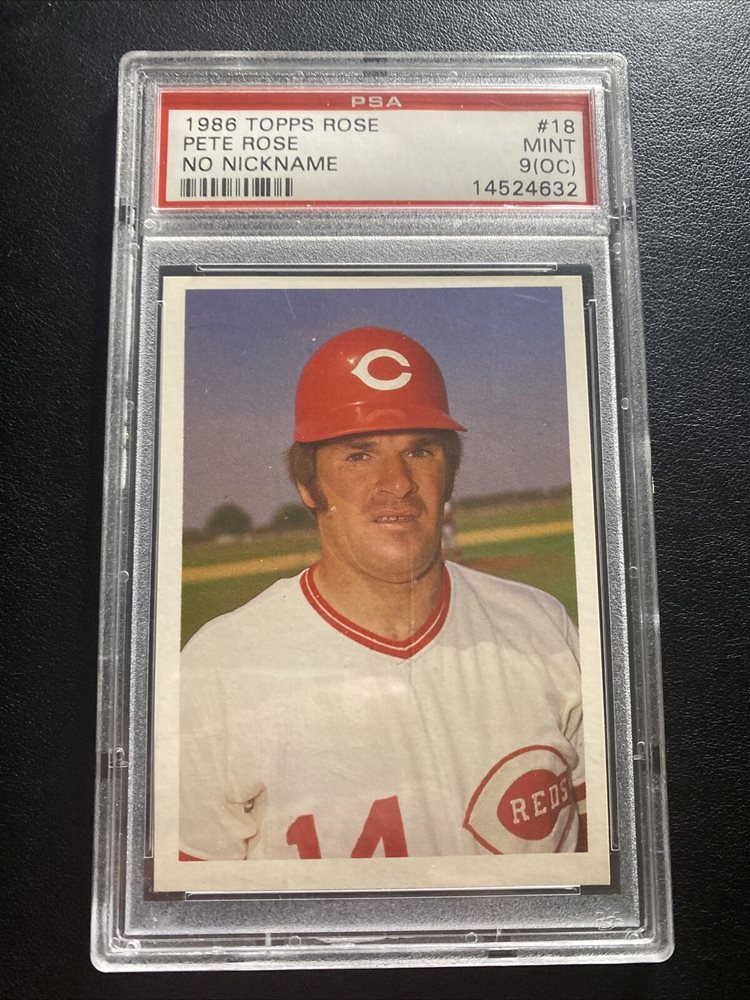 PSA
1986 TOPPS ROSE #18
PETE ROSE MINT
NO NICKNAME 9(OC)
14524632
C
REDS
14